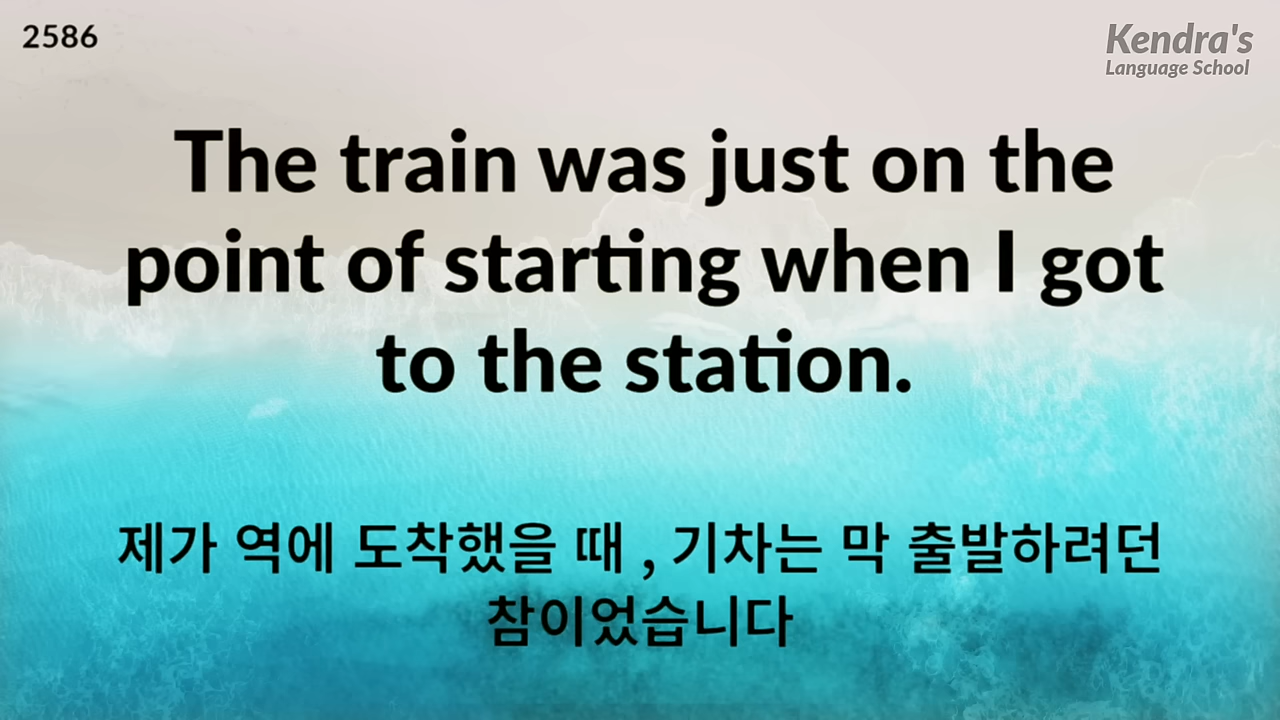 2586
Kendra's
Language School
The train was just on the
point of starting when I got
to the station.
제가 역에 도착했을 때 , 기차는 막 출발하려던
참이었습니다